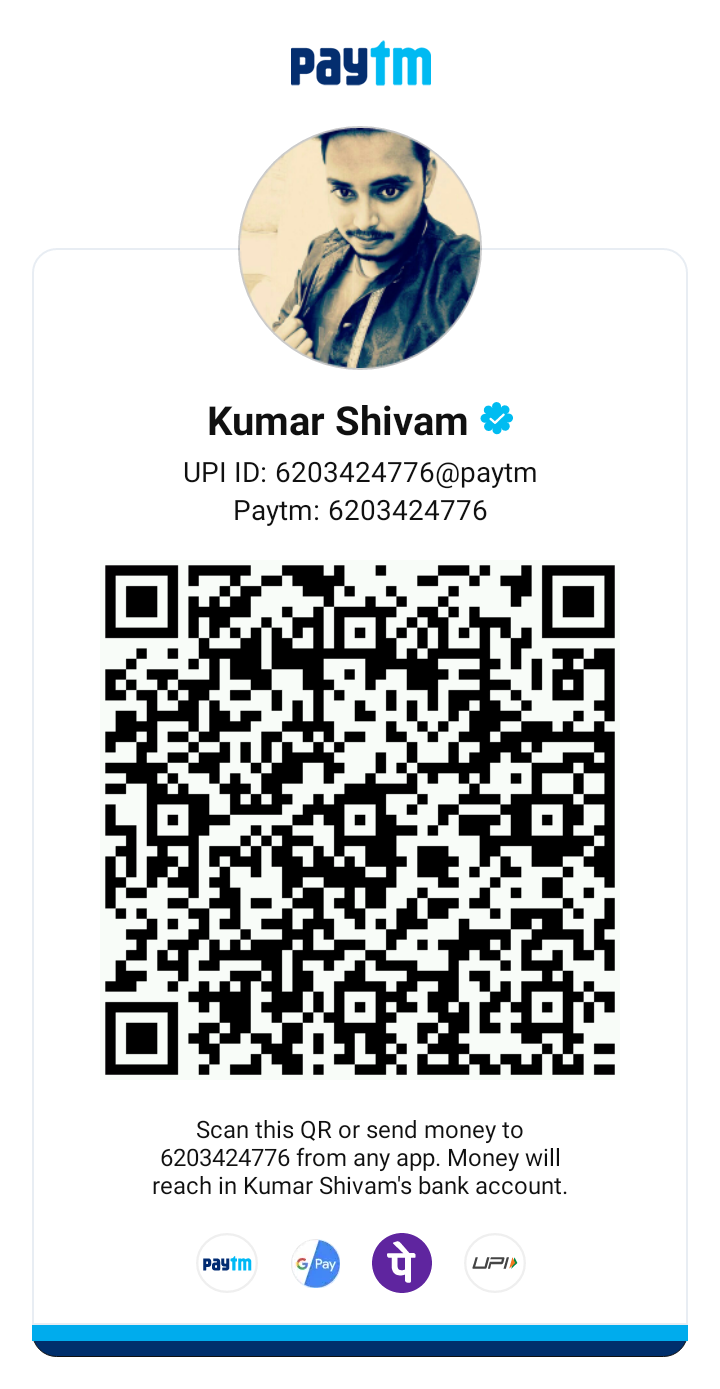 paytm
Kumar Shivam
UPI ID: 6203424776@paytm
Paytm: 6203424776
Scan this QR or send money to
6203424776 from any app. Money will
reach in Kumar Shivam's bank account.
paytm G Pay पे UPI